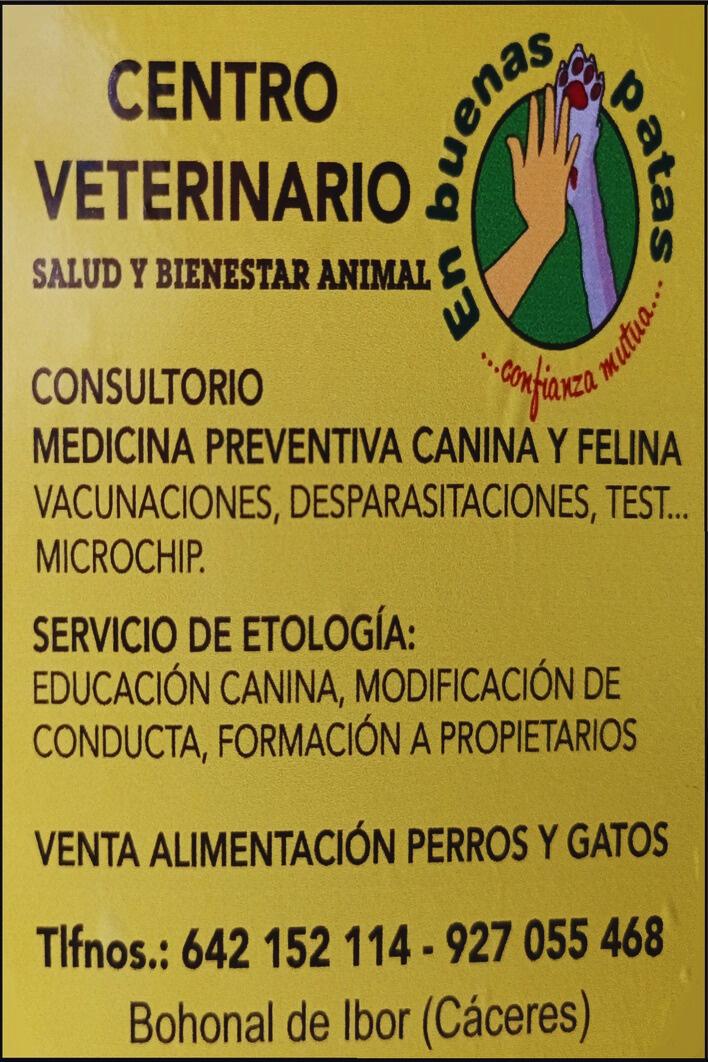 CENTRO
VETERINARIO
SALUD Y BIENESTAR ANIMAL
En buenas patas
...confianza mutua...
CONSULTORIO
MEDICINA PREVENTIVA CANINA Y FELINA
VACUNACIONES, DESPARASITACIONES, TEST...
MICROCHIP.
SERVICIO DE ETOLOGÍA:
EDUCACIÓN CANINA, MODIFICACIÓN DE
CONDUCTA, FORMACIÓN A PROPIETARIOS
VENTA ALIMENTACIÓN PERROS Y GATOS
Tlfnos.: 642 152 114 - 927 055 468
Bohonal de Ibor (Cáceres)